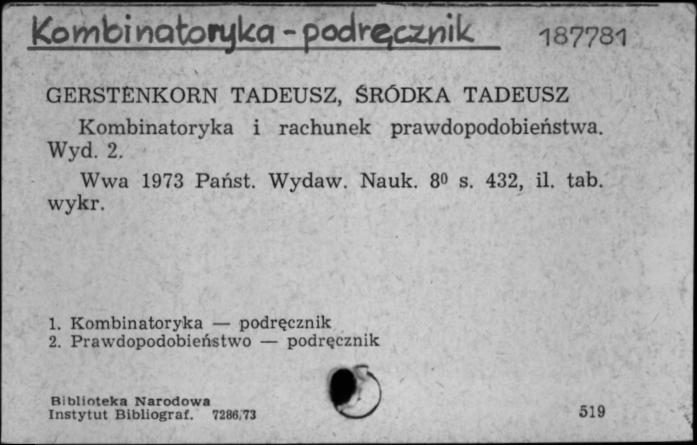 Kombinatoryka - podręcznik 187781
GERSTENKORN TADEUSZ, ŚRÓDKA TADEUSZ
Kombinatoryka i rachunek prawdopodobieństwa.
Wyd. 2.
Wwa 1973 Państ. Wydaw. Nauk. 8⁰ s. 432, il. tab.
wykr.
1. Kombinatoryka — podręcznik
2. Prawdopodobieństwo — podręcznik
Biblioteka Narodowa
Instytut Bibliograf. 7286/73 519